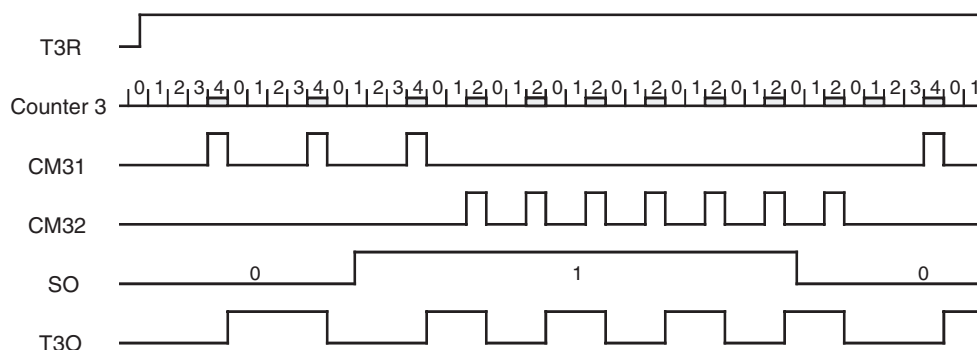 T3R
Counter 3 0 1 2 3 4 0 1 2 3 4 0 1 2 3 4 0 1 2 0 1 2 0 1 2 0 1 2 0 1 2 0 1 2 0 1 2 0 1 2 3 4 0 1
CM31
CM32
SO 0 1 0
T3O